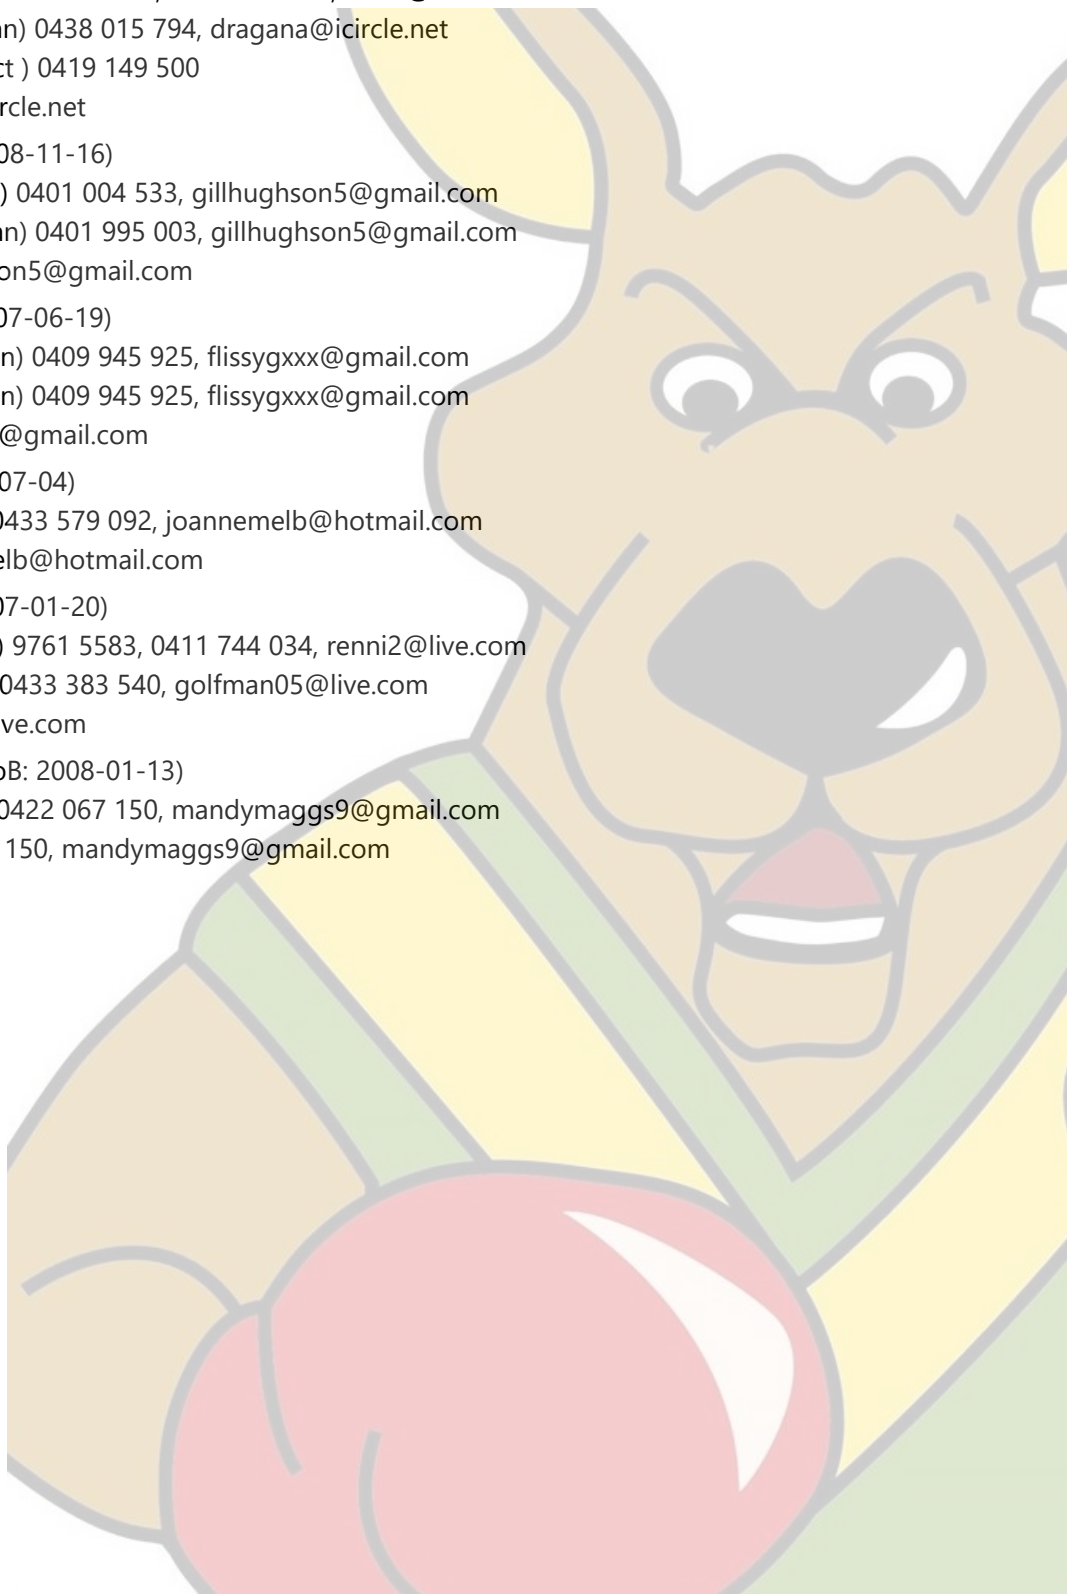 an) 0438 015 794, dragana@icircle.net
ct ) 0419 149 500
rcle.net
08-11-16)
) 0401 004 533, gillhughson5@gmail.com
an) 0401 995 003, gillhughson5@gmail.com
on5@gmail.com
07-06-19)
n) 0409 945 925, flissygxxx@gmail.com
n) 0409 945 925, flissygxxx@gmail.com
@gmail.com
07-04)
0433 579 092, joannemelb@hotmail.com
elb@hotmail.com
07-01-20)
) 9761 5583, 0411 744 034, renni2@live.com
0433 383 540, golfman05@live.com
ve.com
oB: 2008-01-13)
0422 067 150, mandymaggs9@gmail.com
150, mandymaggs9@gmail.com